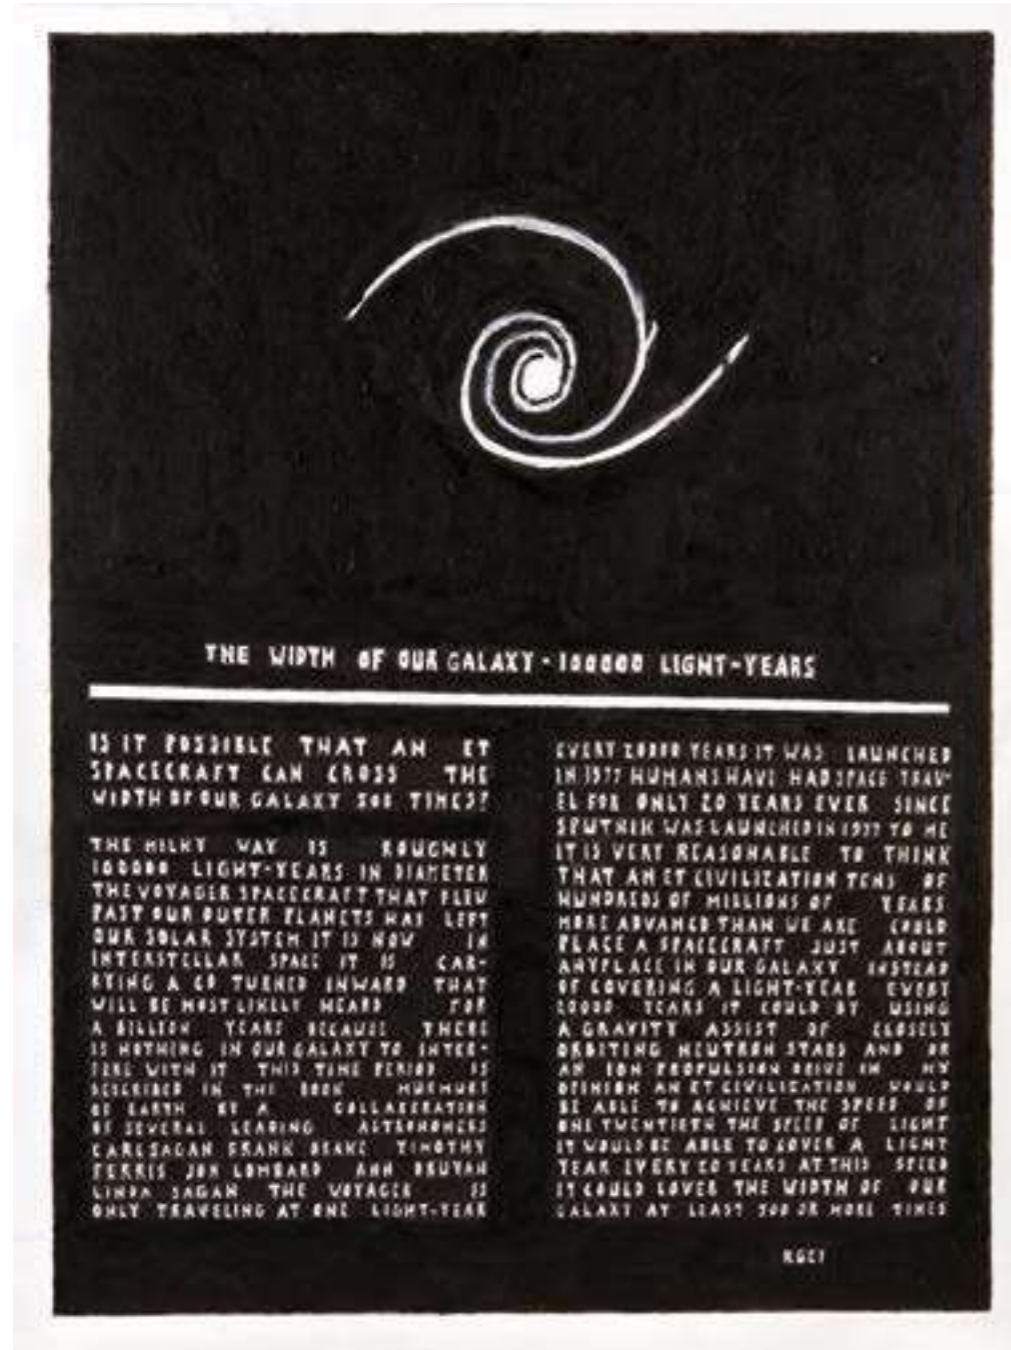 THE WIDTH OF OUR GALAXY - 100000 LIGHT-YEARS
IS IT POSSIBLE THAT AN ET
SPACECRAFT CAN CROSS THE
WIDTH OF OUR GALAXY 500 TIMES?
THE MILKY WAY IS ROUGHLY
100000 LIGHT-YEARS IN DIAMETER
THE VOYAGER SPACECRAFT THAT FLEW
PAST OUR OUTER PLANETS HAS LEFT
OUR SOLAR SYSTEM IT IS NOW IN
INTERSTELLAR SPACE IT IS CAR-
RYING A CD TURNED INWARD THAT
WILL BE MOST LIKELY HEARD FOR
A BILLION YEARS BECAUSE THERE
IS NOTHING IN OUR GALAXY TO INTER-
FERE WITH IT THIS TIME PERIOD IS
DESCRIBED IN THE BOOK MURMURS
OF EARTH BY A COLLABERATION
OF SEVERAL LEADING ASTRONOMERS
CARL SAGAN FRANK DRAKE TIMOTHY
FERRIS JON LOMBARD ANN DRUYAN
LINDA SAGAN THE VOYAGER IS
ONLY TRAVELING AT ONE LIGHT-YEAR
EVERY 20000 YEARS IT WAS LAUNCHED
IN 1977 HUMANS HAVE HAD SPACE TRAV-
EL FOR ONLY 20 YEARS EVER SINCE
SPUTNIK WAS LAUNCHED IN TO ME
IT IS VERY REASONABLE TO THINK
THAT AN ET CIVILIZATION TENS OF
HUNDREDS OF MILLIONS OF YEARS
MORE ADVANCED THAN WE ARE COULD
PLACE A SPACECRAFT JUST ABOUT
ANYPLACE IN OUR GALAXY INSTEAD
OF COVERING A LIGHT-YEAR EVERY
20000 YEARS IT COULD BY USING
A GRAVITY ASSIST OF CLOSELY
ORBITING NEUTRON STARS AND OR
AN ION PROPULSION DRIVE IN MY
OPINION AN ET CIVILIZATION WOULD
BE ABLE TO ACHIEVE THE SPEED OF
ONE TWENTIETH THE SPEED OF LIGHT
IT WOULD BE ABLE TO COVER A LIGHT
YEAR EVERY 20 YEARS AT THIS SPEED
IT COULD COVER THE WIDTH OF OUR
GALAXY AT LEAST 500 OR MORE TIMES